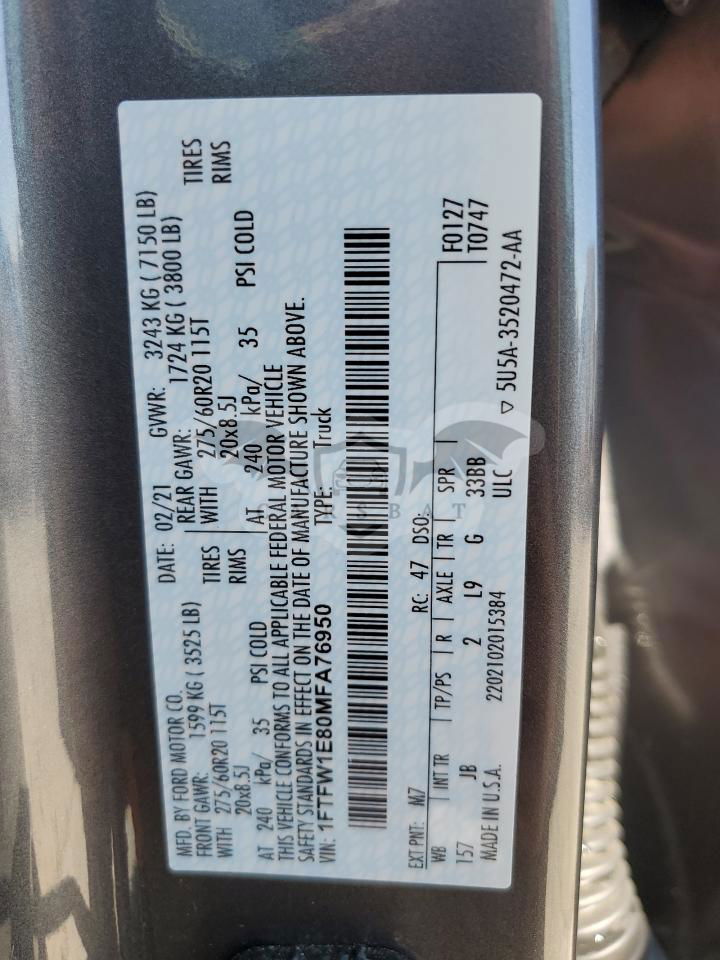 MFD. BY FORD MOTOR CO. DATE: 02/21 GVWR: 3243 KG ( 7150 LB)
FRONT GAWR: 1599 KG ( 3525 LB) REAR GAWR: 1724 KG ( 3800 LB)
WITH 275/60R20 115T TIRES WITH 275/60R20 115T TIRES
20x8.5J RIMS 20x8.5J RIMS
AT 240 kPa/ 35 PSI COLD AT 240 kPa/ 35 PSI COLD
THIS VEHICLE CONFORMS TO ALL APPLICABLE FEDERAL MOTOR VEHICLE
SAFETY STANDARDS IN EFFECT ON THE DATE OF MANUFACTURE SHOWN ABOVE.
VIN: 1FTFW1E80MFA76950 TYPE: Truck
EXT PNT: M7 RC: 47 DSO: F0127
WB INT TR TP/PS R AXLE TR SPR T0747
157 JB 2 L9 G 33BB
MADE IN U.S.A. 2202102015384 ULC ▽ 5U5A-3520472-AA